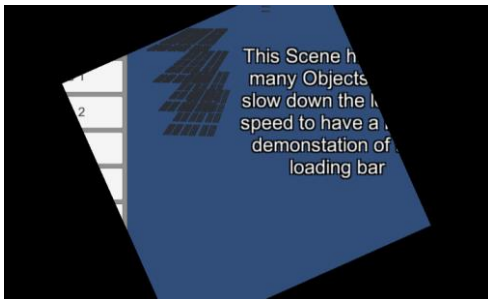 1
2
This Scene h
many Objects
slow down the
speed to have a
demonstation of
loading bar